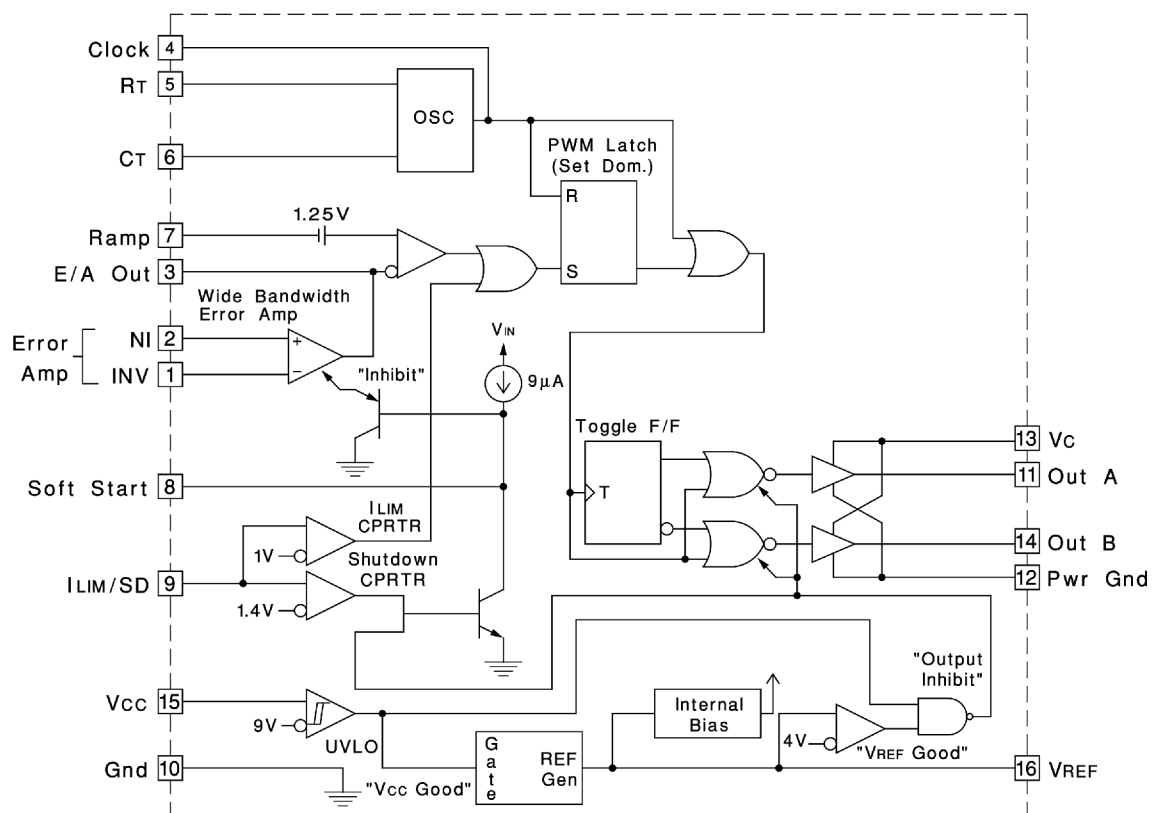 Clock 4
RT 5
OSC
CT 6
PWM Latch
(Set Dom.)
R
S
1.25V
Ramp 7
E/A Out 3
Wide Bandwidth
Error Amp
Error
Amp
NI 2
INV 1
+
−
"Inhibit"
VIN
9µA
Toggle F/F
T
13 VC
11 Out A
14 Out B
12 Pwr Gnd
Soft Start 8
ILIM
CPRTR
1V
Shutdown
CPRTR
ILIM/SD 9
1.4V
"Output
Inhibit"
VCC 15
9V
UVLO
Internal
Bias
4V
"VREF Good"
Gnd 10
"VCC Good"
Gate
REF
Gen
16 VREF